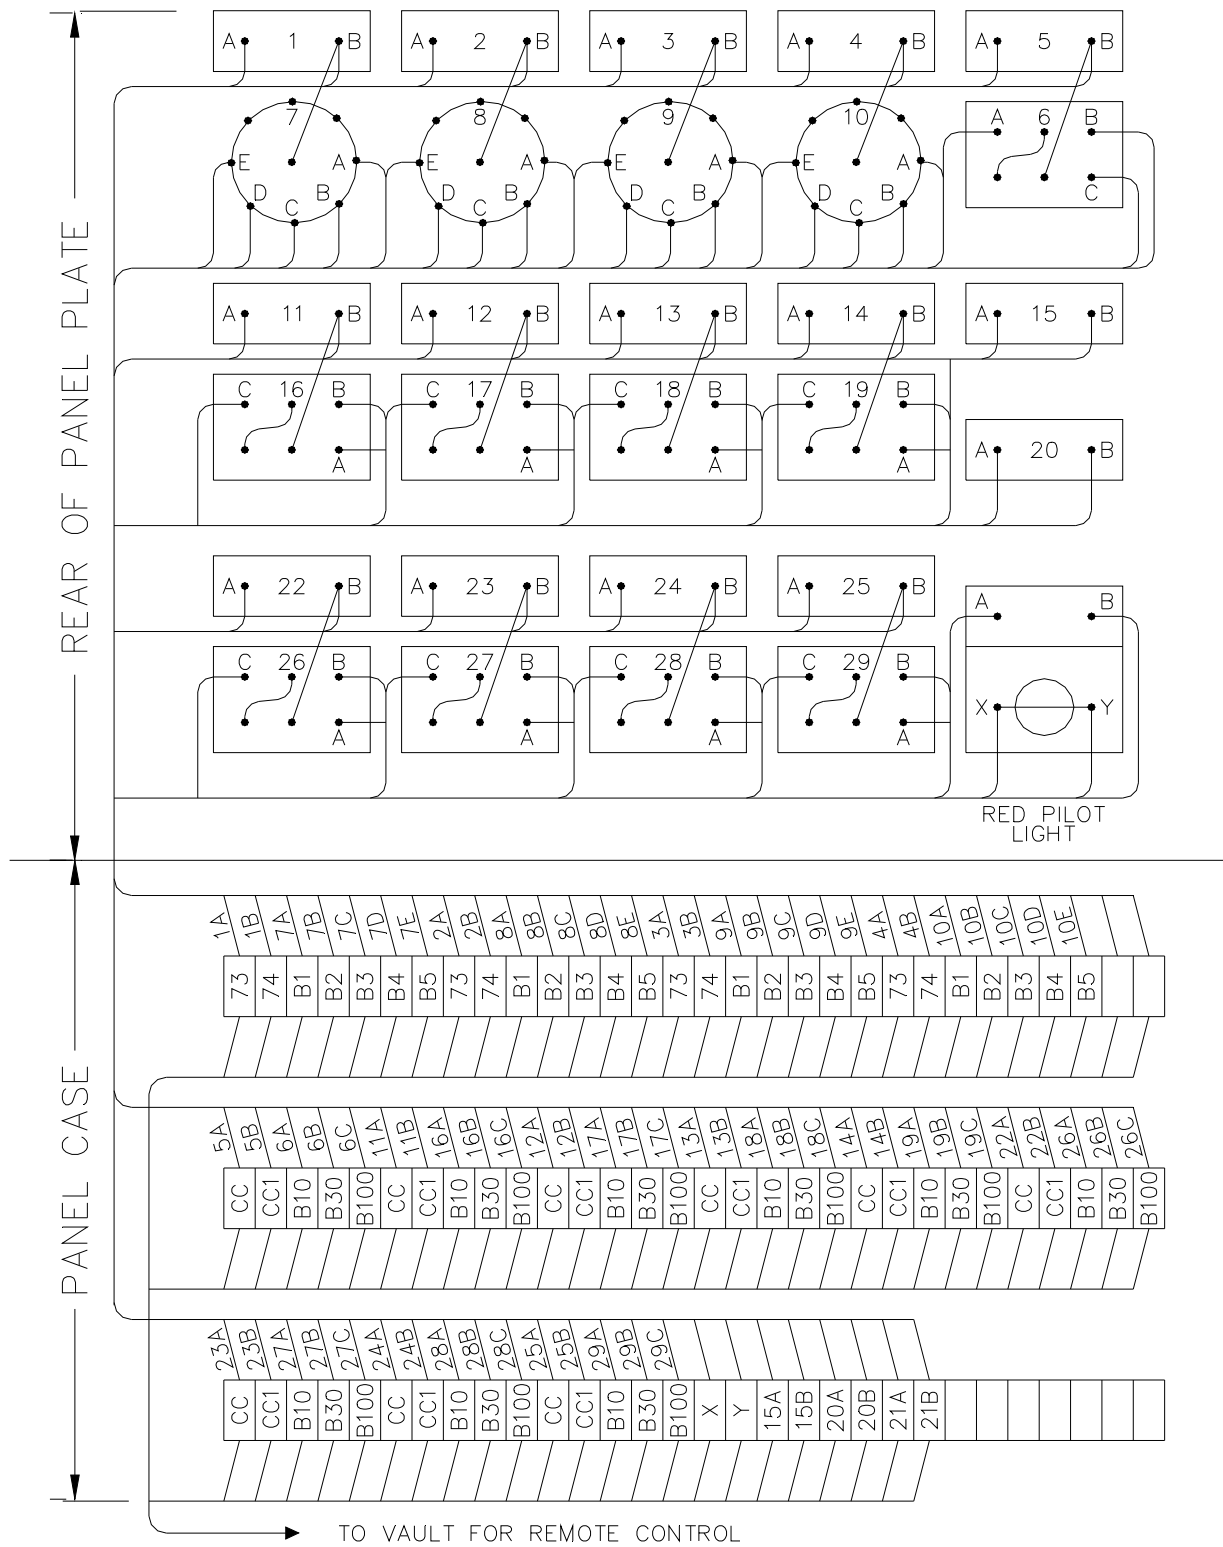 A 1 B A 2 B A 3 B A 4 B A 5 B
7 8 9 10 A 6 B
E A E A E A E A
D C B D C B D C B D C B C
A 11 B A 12 B A 13 B A 14 B A 15 B
C 16 B C 17 B C 18 B C 19 B
A 20 B
A A A A
A 22 B A 23 B A 24 B A 25 B
A B
C 26 B C 27 B C 28 B C 29 B
X Y
A A A A
RED PILOT
LIGHT
REAR OF PANEL PLATE
1A 1B 7A 7B 7C 7D 7E 2A 2B 8A 8B 8C 8D 8E 3A 3B 9A 9B 9C 9D 9E 4A 4B 10A 10B 10C 10D 10E
73 74 B1 B2 B3 B4 B5 73 74 B1 B2 B3 B4 B5 73 74 B1 B2 B3 B4 B5 73 74 B1 B2 B3 B4 B5
5A 5B 6A 6B 6C 11A 11B 16A 16B 16C 12A 12B 17A 17B 17C 13A 13B 18A 18B 18C 14A 14B 19A 19B 19C 22A 22B 26A 26B 26C
CC CC1 B10 B30 B100 CC CC1 B10 B30 B100 CC CC1 B10 B30 B100 CC CC1 B10 B30 B100 CC CC1 B10 B30 B100 CC CC1 B10 B30 B100
23A 23B 27A 27B 27C 24A 24B 28A 28B 28C 25A 25B 29A 29B 29C
CC CC1 B10 B30 B100 CC CC1 B10 B30 B100 CC CC1 B10 B30 B100 X Y 15A 15B 20A 20B 21A 21B
PANEL CASE
TO VAULT FOR REMOTE CONTROL